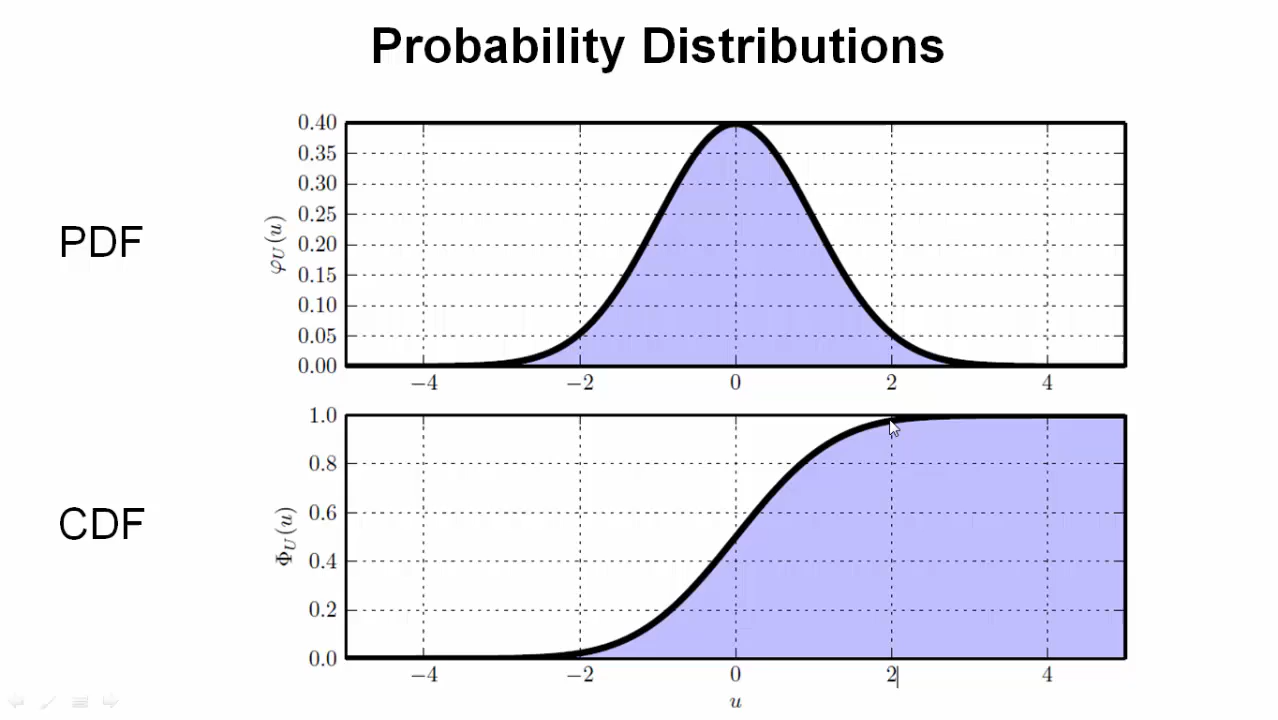 Probability Distributions
PDF
φU(u)
0.40
0.35
0.30
0.25
0.20
0.15
0.10
0.05
0.00
−4 −2 0 2 4
CDF
ΦU(u)
1.0
0.8
0.6
0.4
0.2
0.0
−4 −2 0 2 4
u